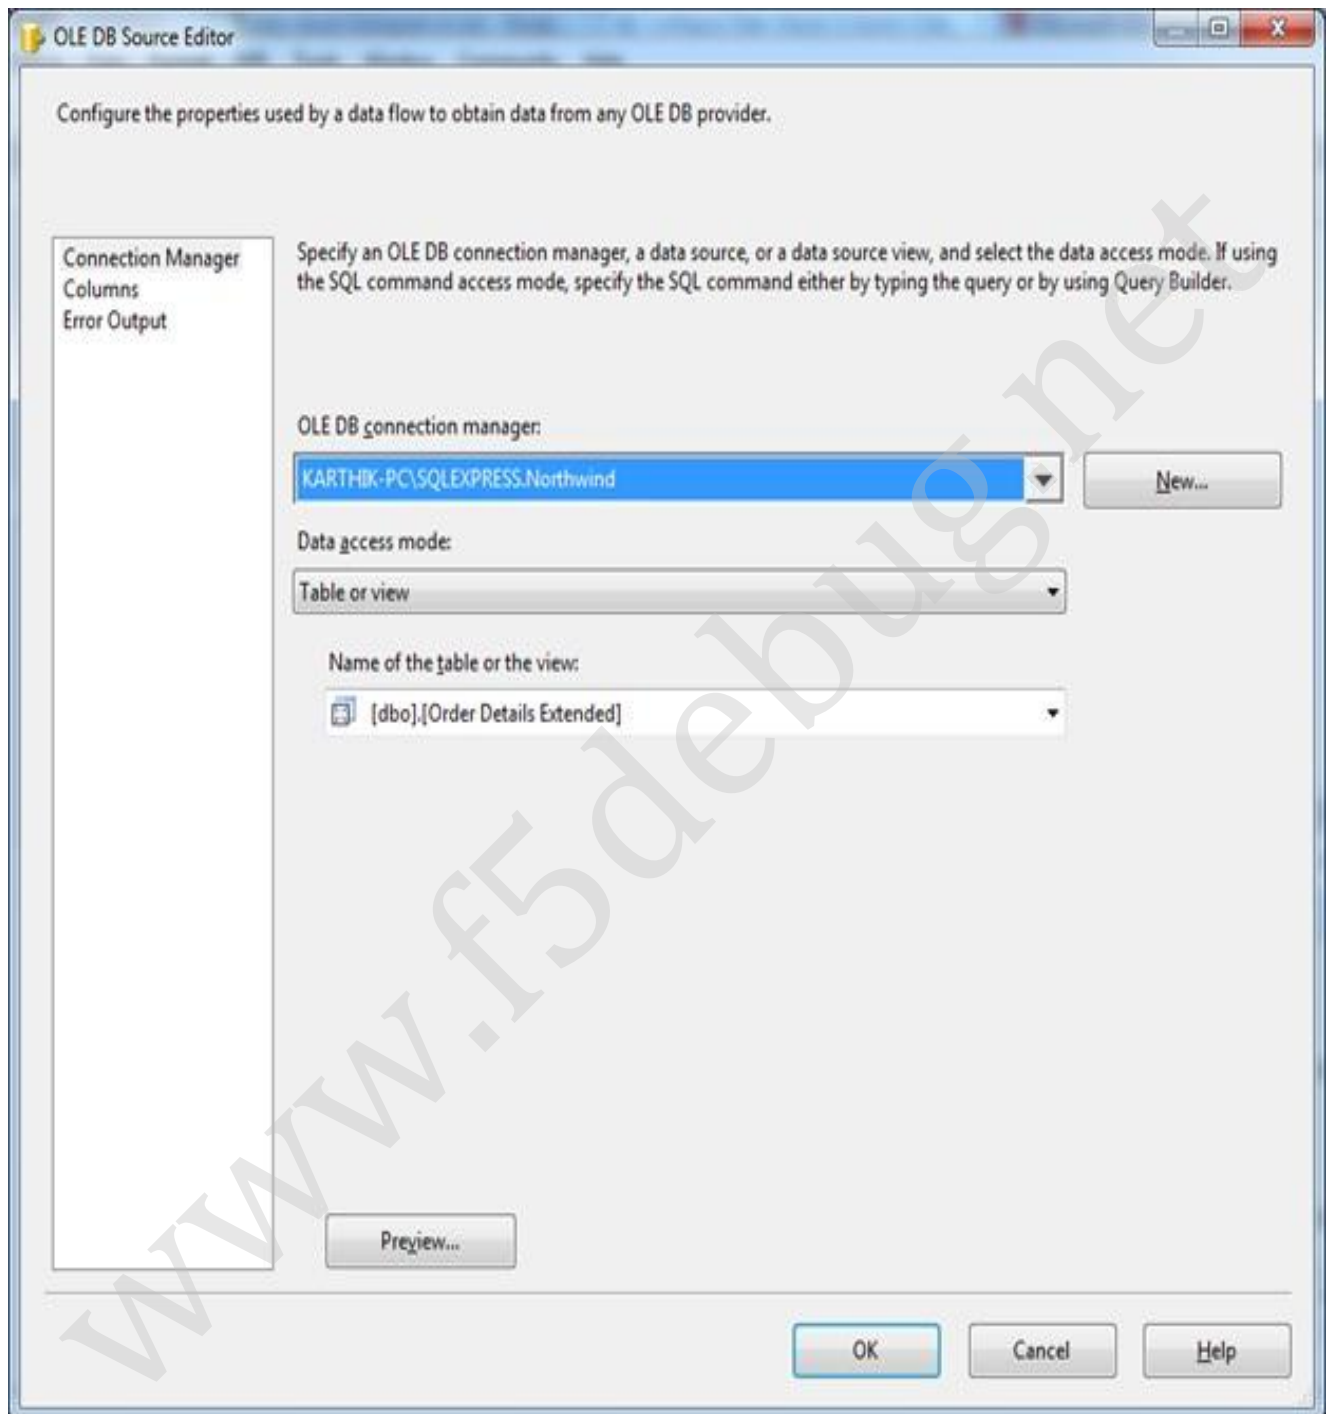 OLE DB Source Editor
Configure the properties used by a data flow to obtain data from any OLE DB provider.
Connection Manager
Columns
Error Output
Specify an OLE DB connection manager, a data source, or a data source view, and select the data access mode. If using
the SQL command access mode, specify the SQL command either by typing the query or by using Query Builder.
OLE DB connection manager:
KARTHIK-PC\SQLEXPRESS.Northwind
New...
Data access mode:
Table or view
Name of the table or the view:
[dbo].[Order Details Extended]
Preview...
OK
Cancel
Help
www.f5debug.net